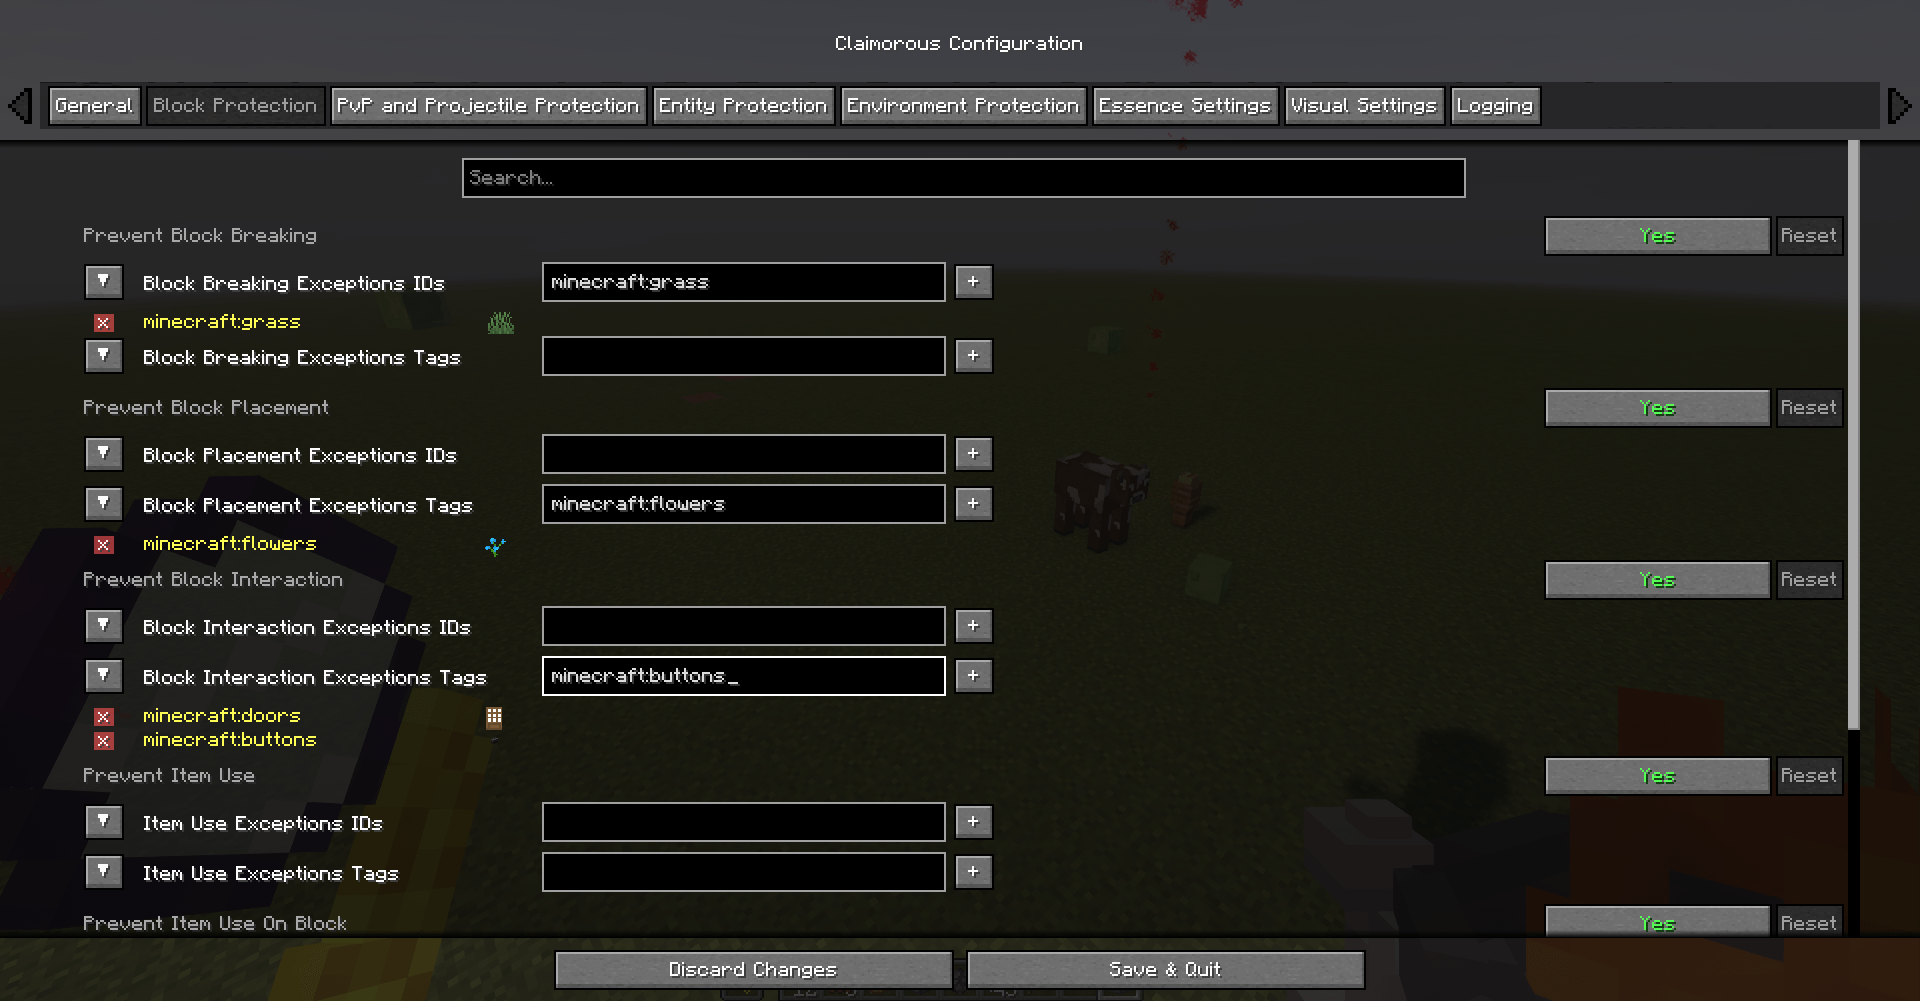 Claimorous Configuration
General Block Protection PvP and Projectile Protection Entity Protection Environment Protection Essence Settings Visual Settings Logging
Search...
Prevent Block Breaking Yes Reset
Block Breaking Exceptions IDs minecraft:grass +
x minecraft:grass
Block Breaking Exceptions Tags +
Prevent Block Placement Yes Reset
Block Placement Exceptions IDs +
Block Placement Exceptions Tags minecraft:flowers +
x minecraft:flowers
Prevent Block Interaction Yes Reset
Block Interaction Exceptions IDs +
Block Interaction Exceptions Tags minecraft:buttons_ +
x minecraft:doors
x minecraft:buttons
Prevent Item Use Yes Reset
Item Use Exceptions IDs +
Item Use Exceptions Tags +
Prevent Item Use On Block Yes Reset
Discard Changes Save & Quit